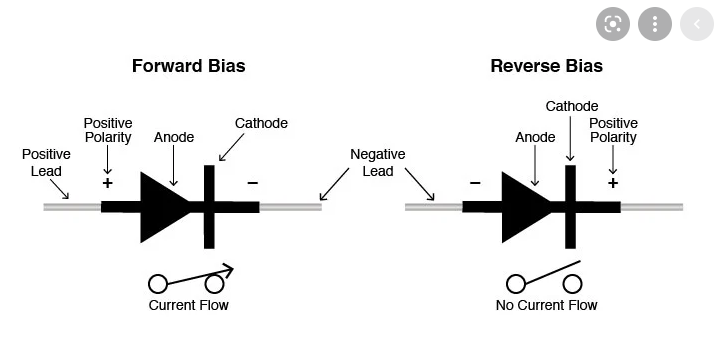 Forward Bias
Positive
Polarity
Anode
Cathode
Positive
Lead
+
-
Current Flow
Negative
Lead
Reverse Bias
Cathode
Anode
Positive
Polarity
-
+
No Current Flow